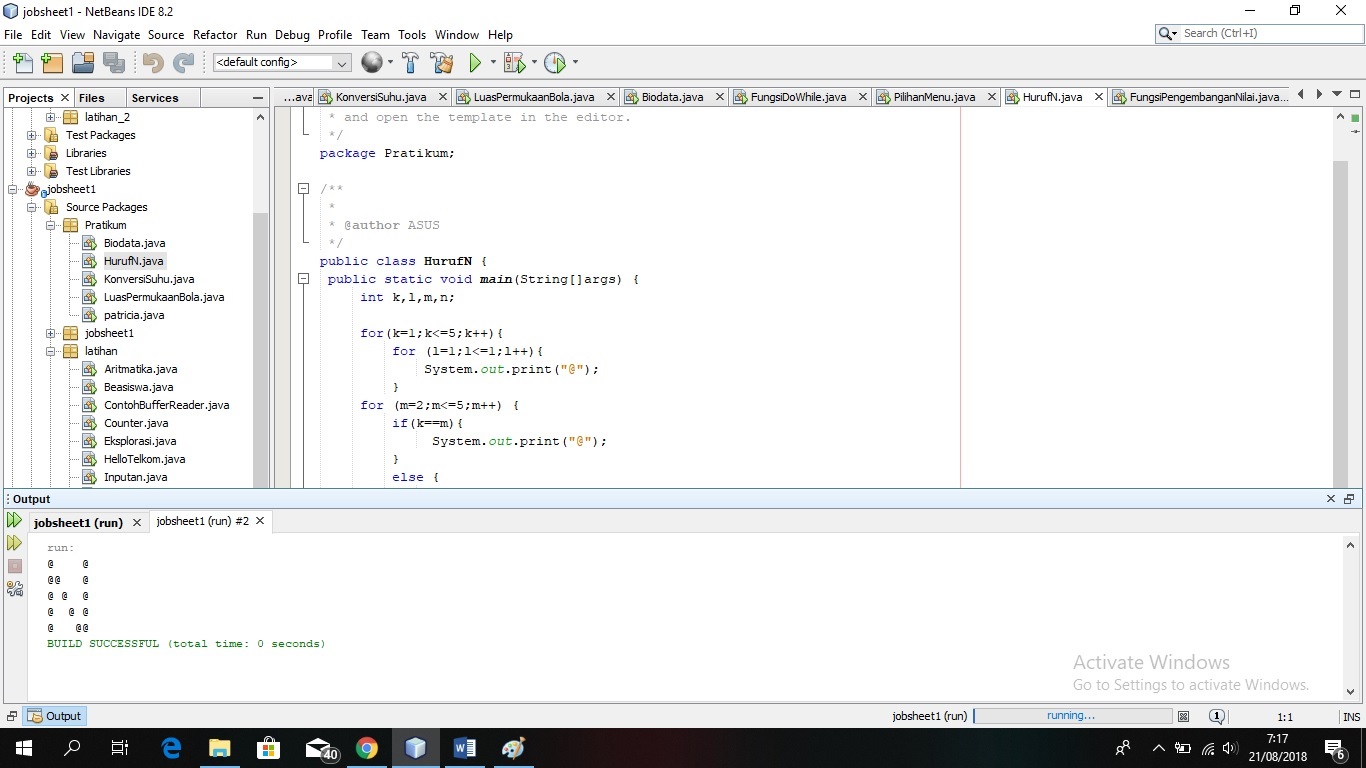 jobsheet1 - NetBeans IDE 8.2
File Edit View Navigate Source Refactor Run Debug Profile Team Tools Window Help
Search (Ctrl+I)
<default config>
Projects Files Services
...ava KonversiSuhu.java LuasPermukaanBola.java Biodata.java FungsiDoWhile.java PilihanMenu.java HurufN.java FungsiPengembanganNilai.java...
latihan_2
Test Packages
Libraries
Test Libraries
jobsheet1
Source Packages
Pratikum
Biodata.java
HurufN.java
KonversiSuhu.java
LuasPermukaanBola.java
patricia.java
jobsheet1
latihan
Aritmatika.java
Beasiswa.java
ContohBufferReader.java
Counter.java
Eksplorasi.java
HelloTelkom.java
Inputan.java
* and open the template in the editor.
*/
package Pratikum;
/**
*
* @author ASUS
*/
public class HurufN {
public static void main(String[]args) {
int k,l,m,n;
for(k=1;k<=5;k++){
for (l=1;l<=1;l++){
System.out.print("@");
}
for (m=2;m<=5;m++) {
if(k==m){
System.out.print("@");
}
else {
Output
jobsheet1 (run) jobsheet1 (run) #2
run:
@    @
@@   @
@ @  @
@  @ @
@   @@
BUILD SUCCESSFUL (total time: 0 seconds)
Activate Windows
Go to Settings to activate Windows.
Output
jobsheet1 (run) running... 1 1:1 INS
40
7:17
21/08/2018
6